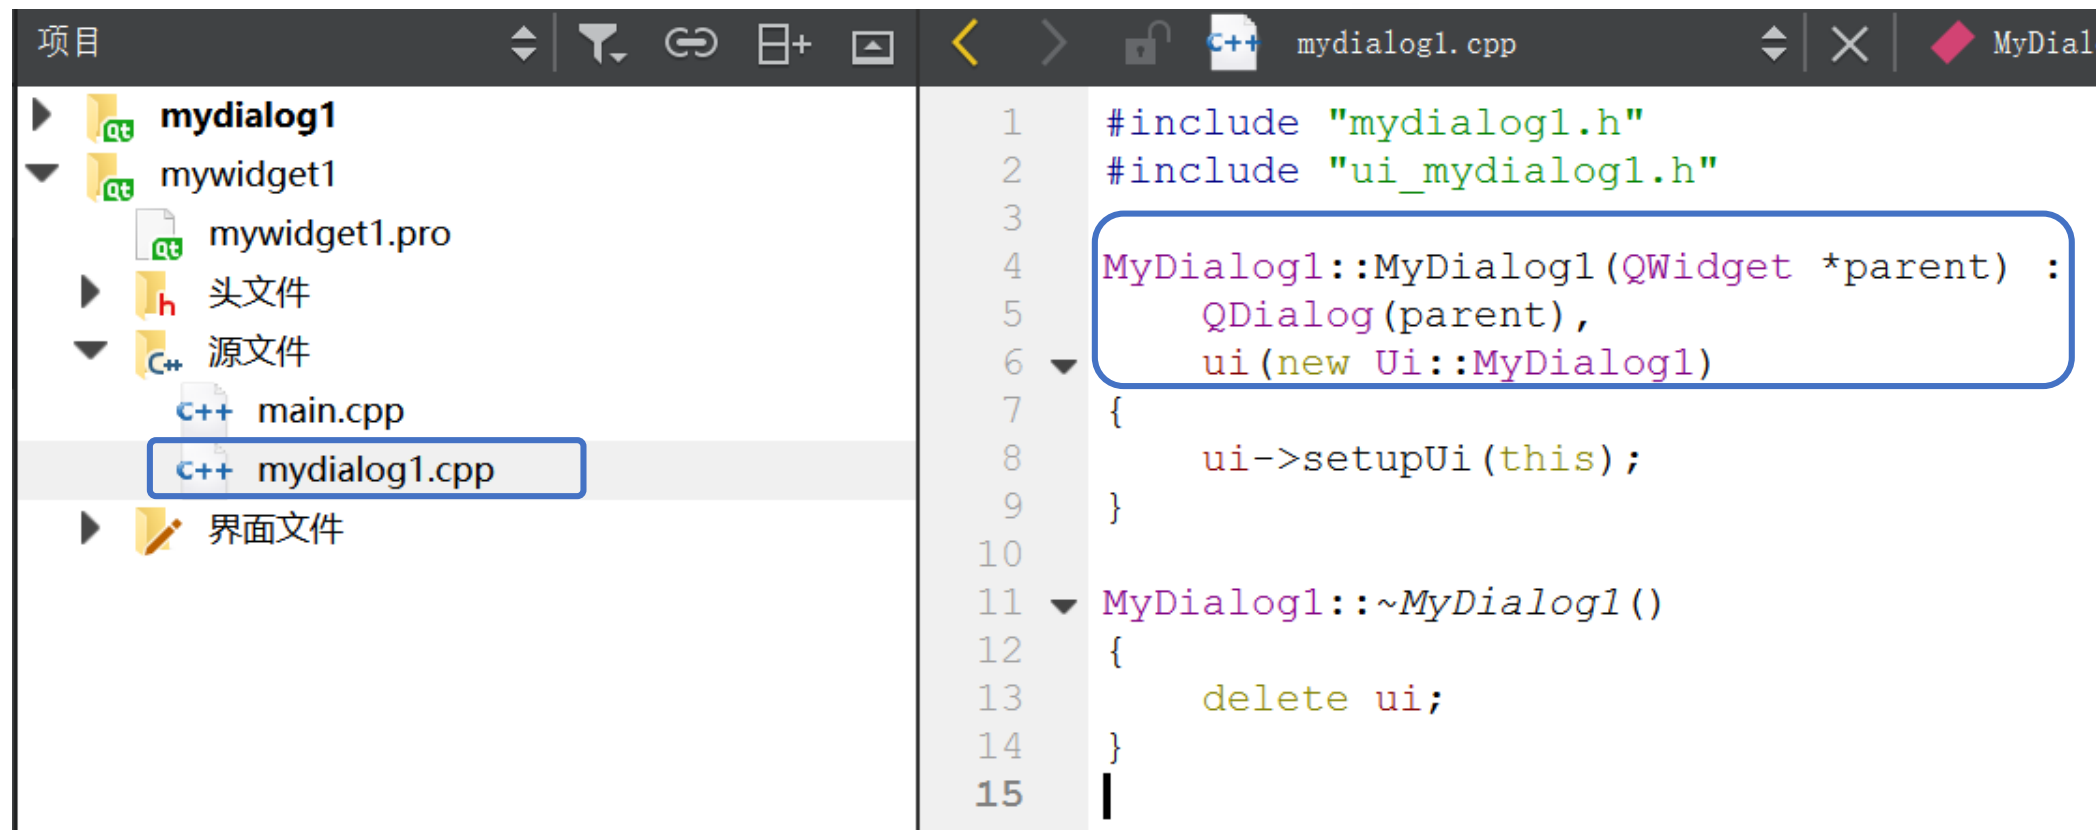 项目
mydialog1
mywidget1
mywidget1.pro
头文件
源文件
main.cpp
mydialog1.cpp
界面文件
mydialog1.cpp MyDial
1 #include "mydialog1.h"
2 #include "ui_mydialog1.h"
3
4 MyDialog1::MyDialog1(QWidget *parent) :
5     QDialog(parent),
6     ui(new Ui::MyDialog1)
7 {
8     ui->setupUi(this);
9 }
10
11 MyDialog1::~MyDialog1()
12 {
13     delete ui;
14 }
15